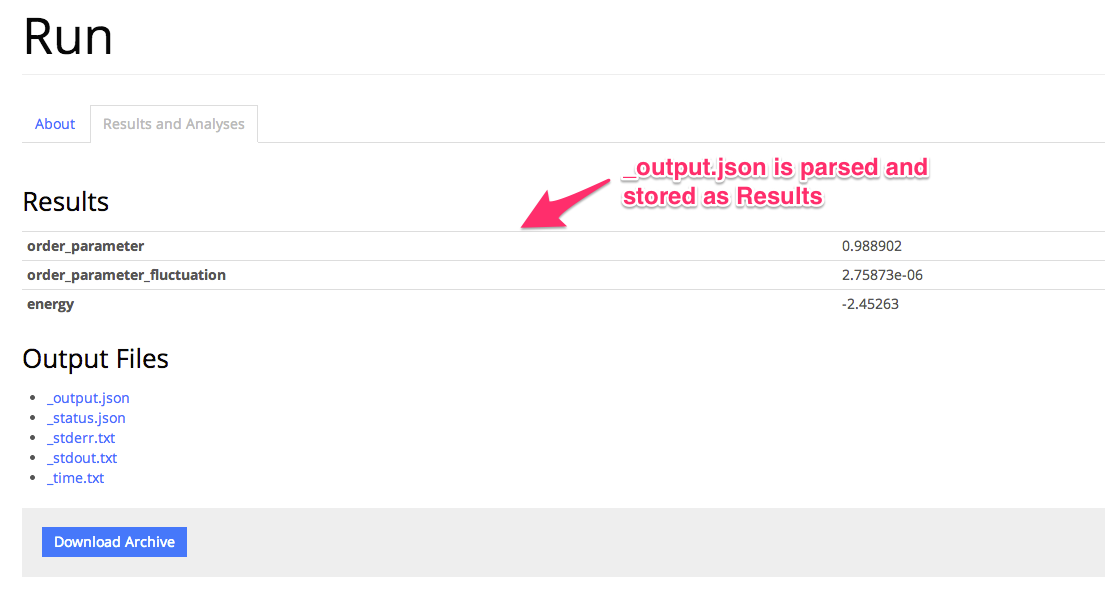 Run
About
Results and Analyses
_output.json is parsed and
stored as Results
Results
order_parameter 0.988902
order_parameter_fluctuation 2.75873e-06
energy -2.45263
Output Files
_output.json
_status.json
_stderr.txt
_stdout.txt
_time.txt
Download Archive